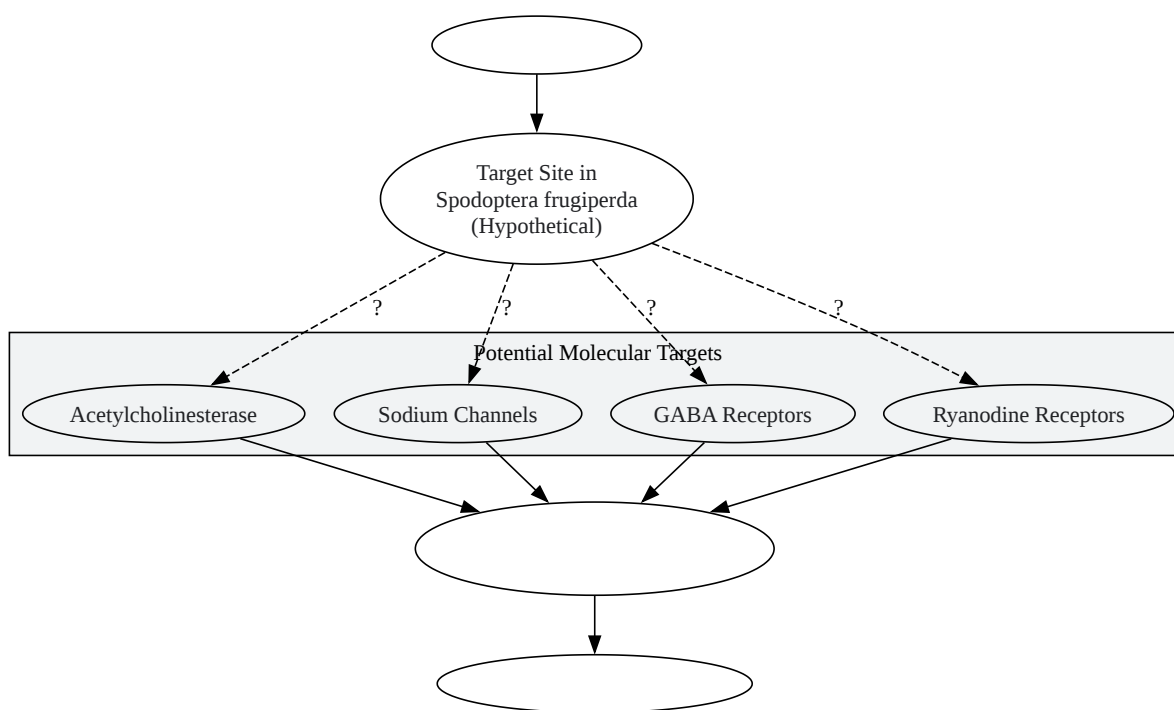 Target Site in
Spodoptera frugiperda
(Hypothetical)
? ? ? ?
Potential Molecular Targets
Acetylcholinesterase Sodium Channels GABA Receptors Ryanodine Receptors